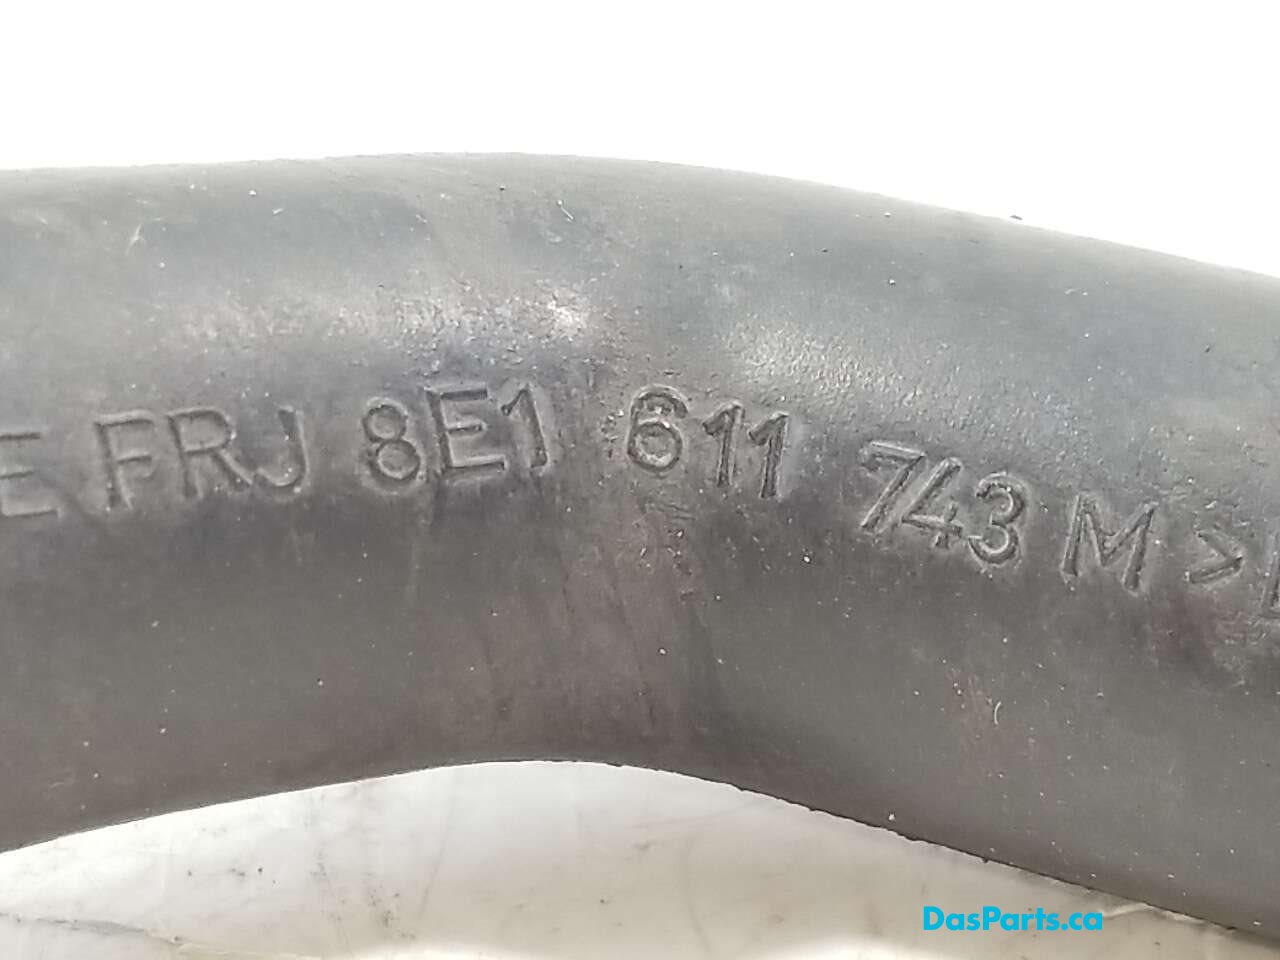 E FRJ 8E1 611 743 M >
DasParts.ca